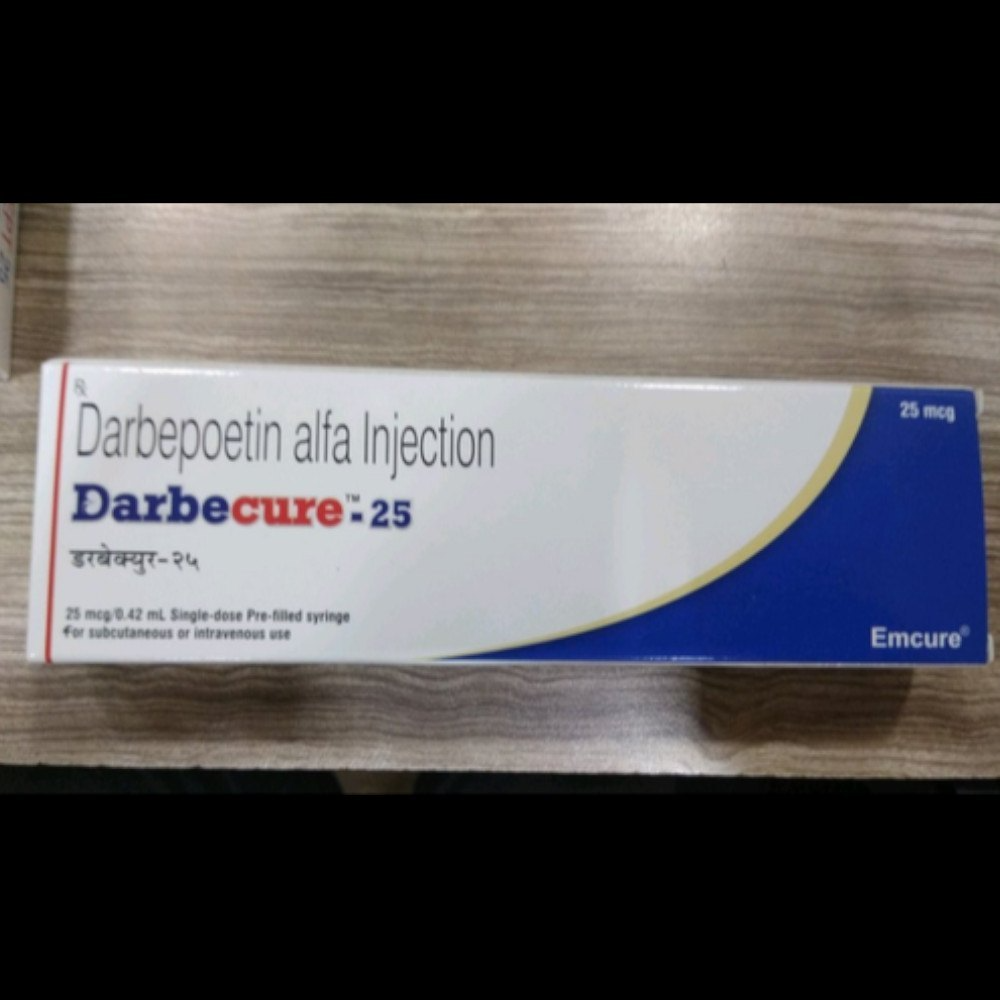 ℞
Darbepoetin alfa Injection
Darbecure™-25
डरबेक्युर-२५
25 mcg/0.42 mL Single-dose Pre-filled syringe
For subcutaneous or intravenous use
25 mcg
Emcure®